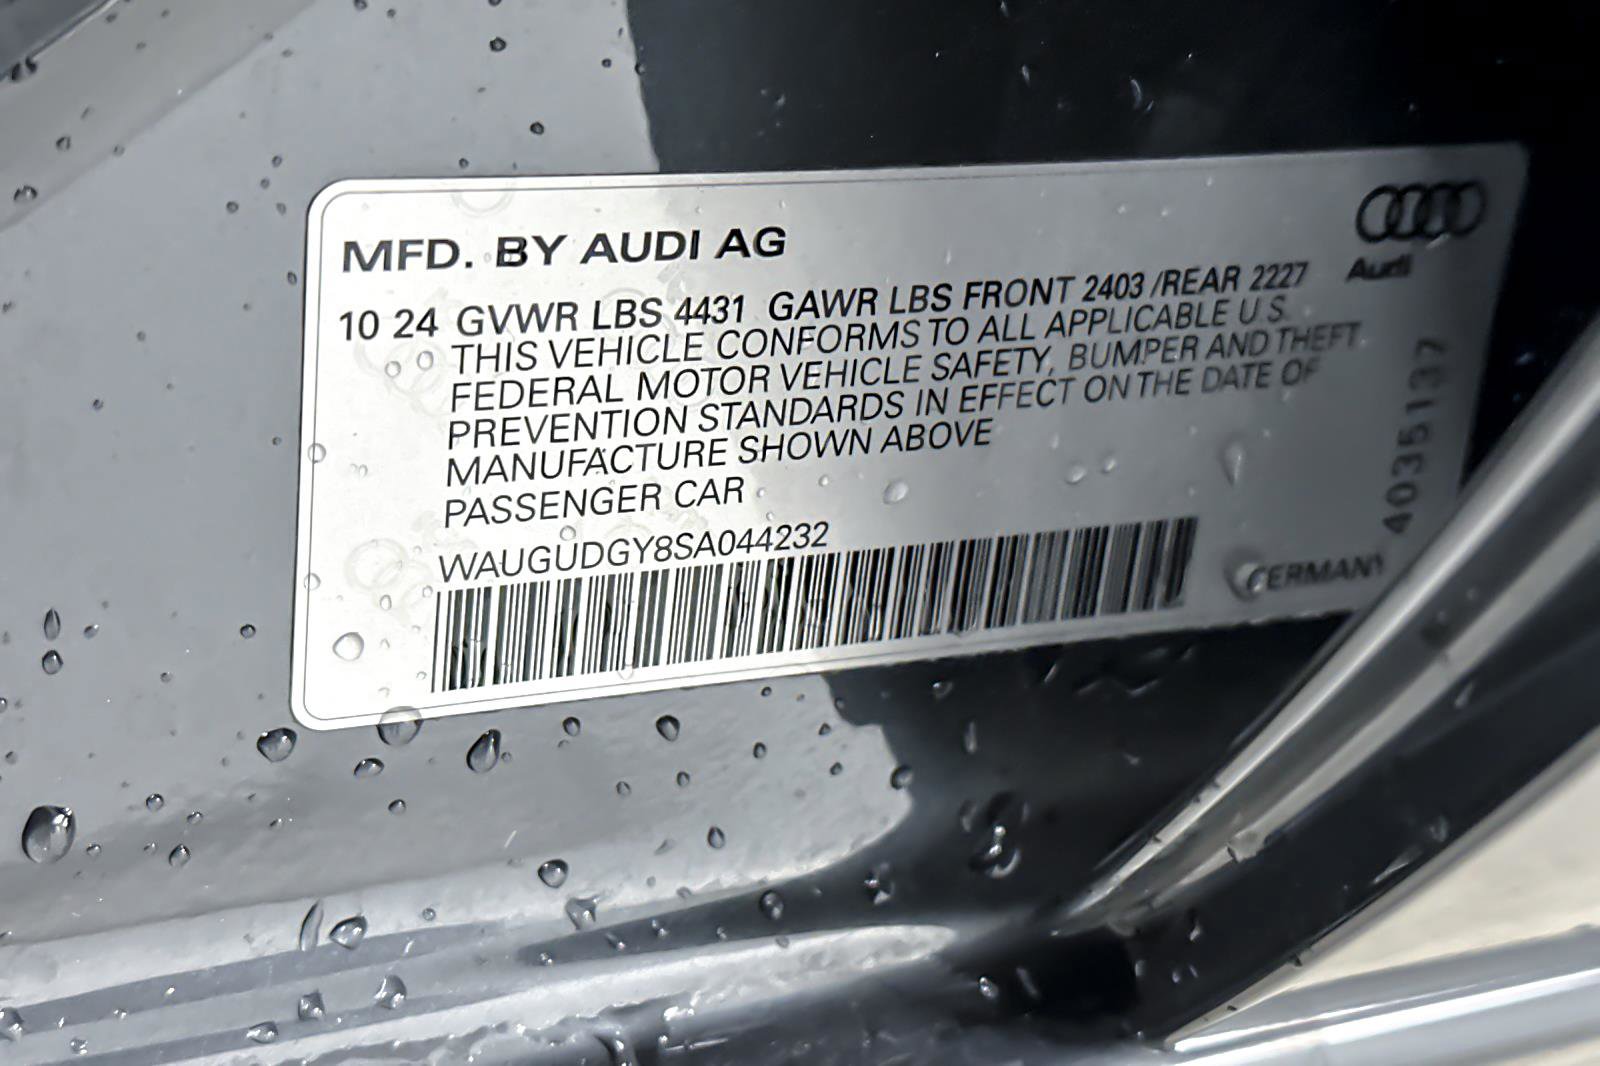 MFD. BY AUDI AG
Audi
10 24 GVWR LBS 4431 GAWR LBS FRONT 2403 /REAR 2227
THIS VEHICLE CONFORMS TO ALL APPLICABLE U S
FEDERAL MOTOR VEHICLE SAFETY, BUMPER AND THEFT
PREVENTION STANDARDS IN EFFECT ON THE DATE OF
MANUFACTURE SHOWN ABOVE
PASSENGER CAR
WAUGUDGY8SA044232
GERMANY
4035137